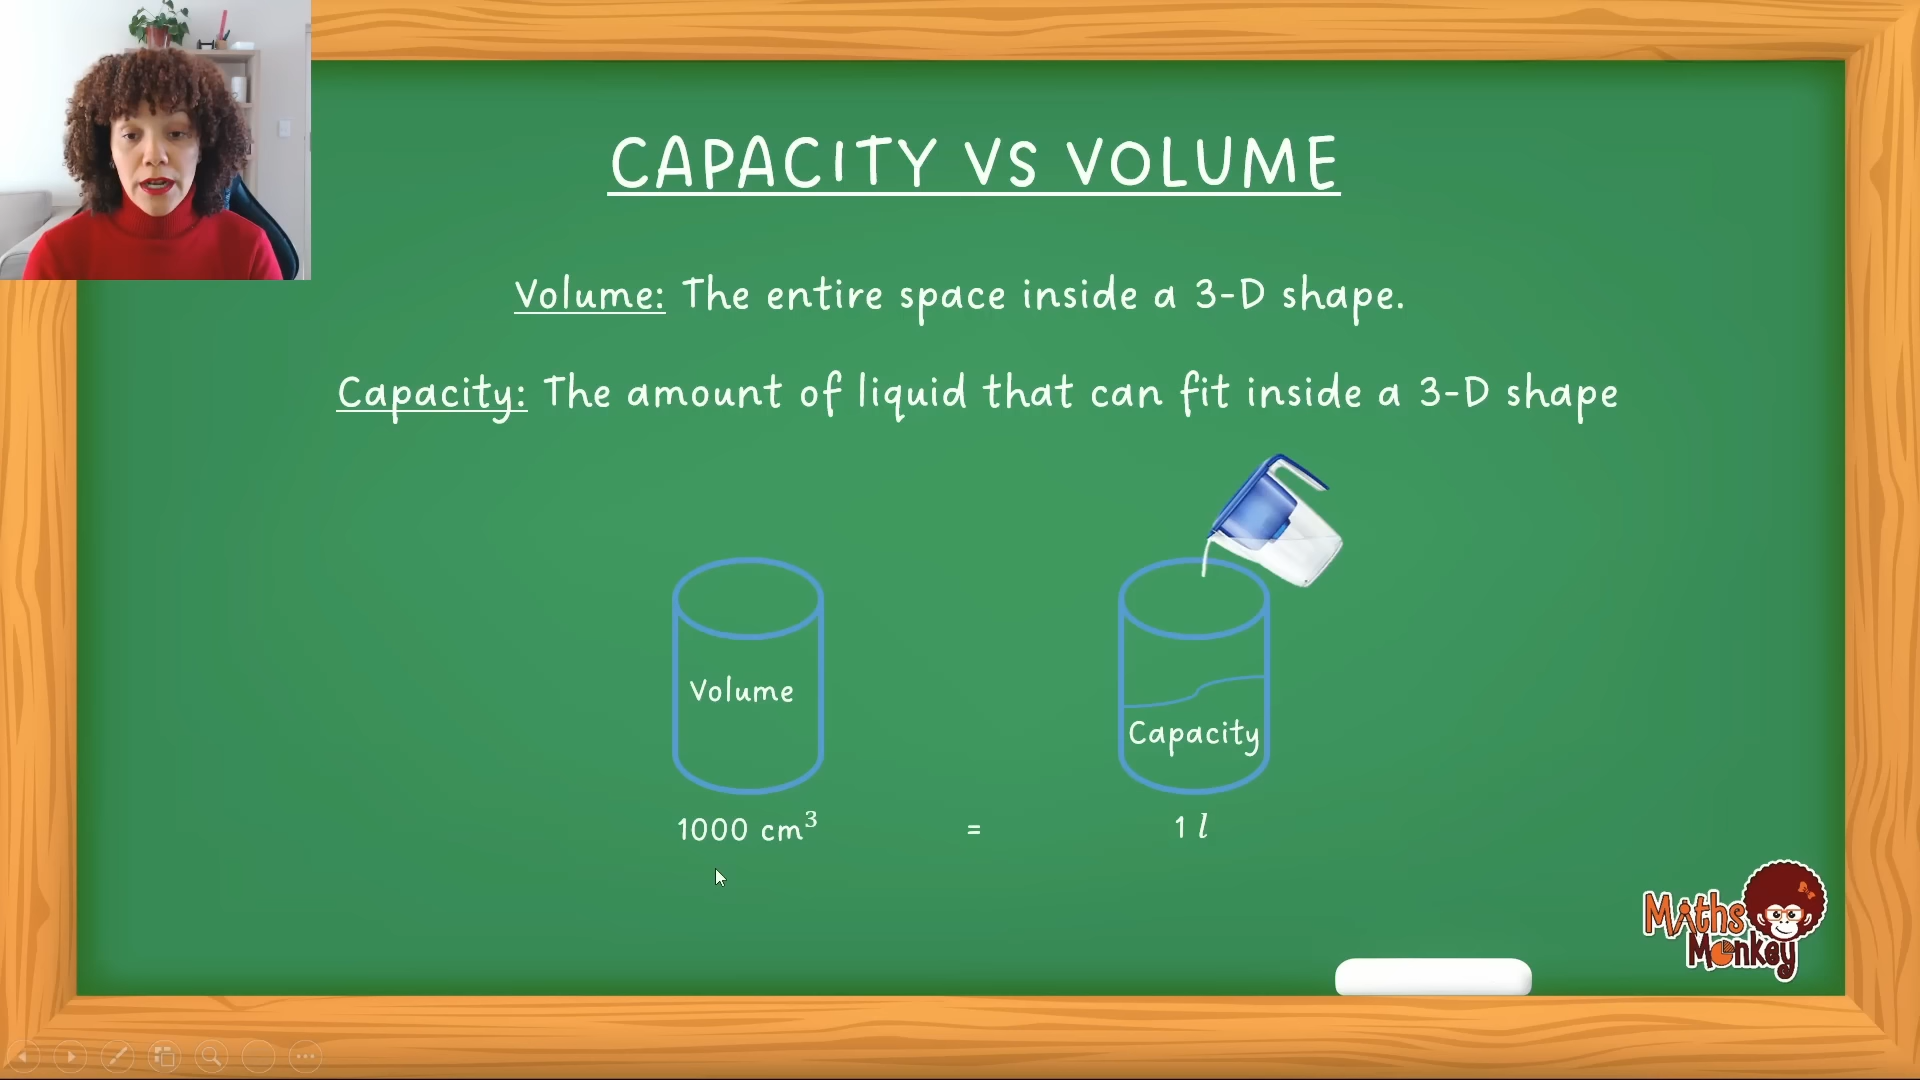 CAPACITY VS VOLUME
Volume: The entire space inside a 3-D shape.
Capacity: The amount of liquid that can fit inside a 3-D shape
Volume
Capacity
1000 cm³ = 1 l
Maths
Monkey